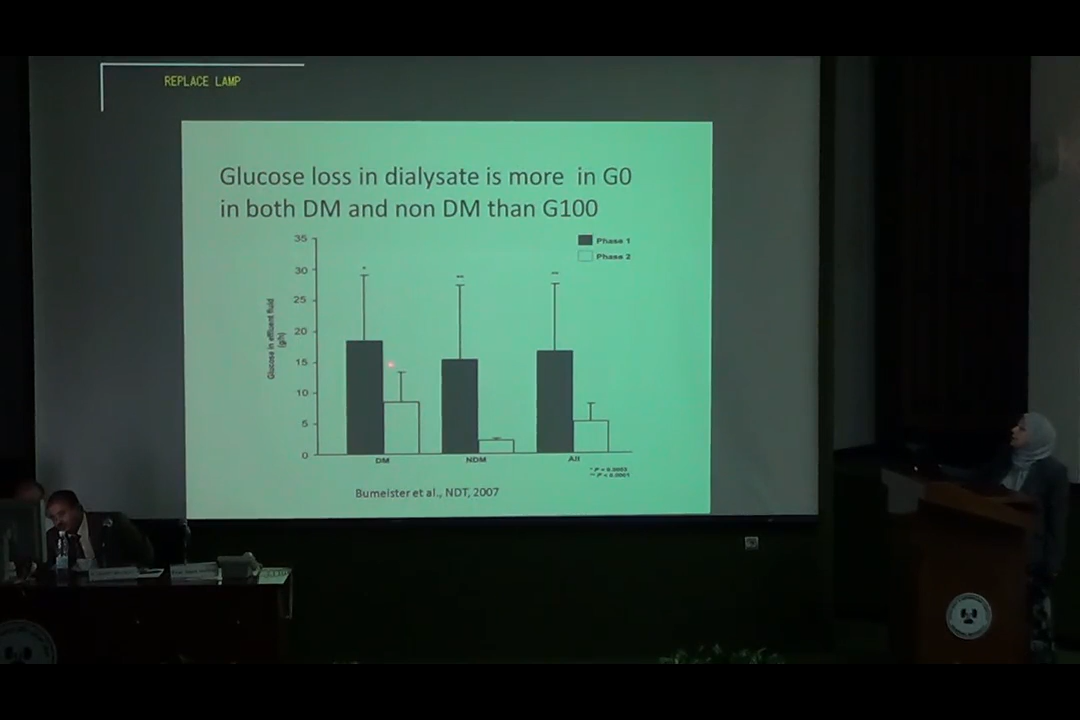 REPLACE LAMP
Glucose loss in dialysate is more in G0
in both DM and non DM than G100
35
30
25
20
15
10
5
0
Glucose in effluent fluid
(g/h)
Phase 1
Phase 2
DM
NDM
All
* P = 0.0003
** P < 0.0001
Bumeister et al., NDT, 2007